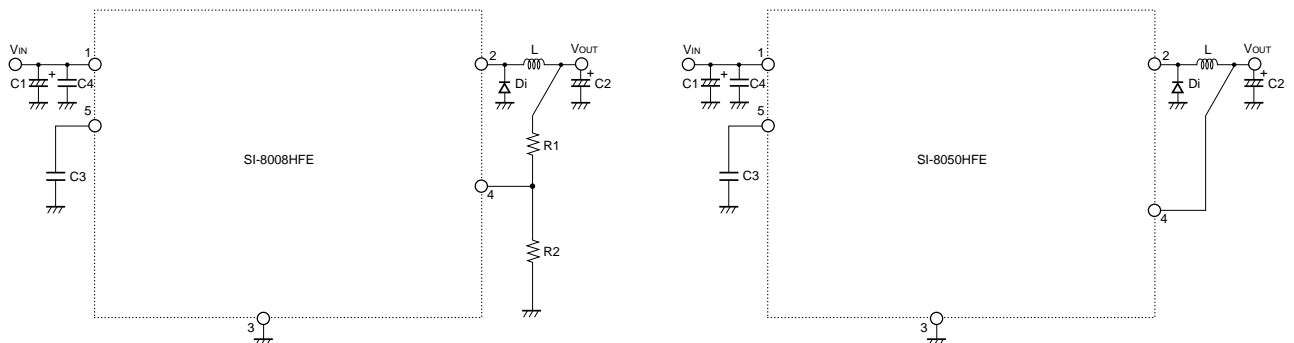 VIN
1
+
C1
C4
5
C3
SI-8008HFE
3
2
L
VOUT
Di
+
C2
R1
4
R2
VIN
1
+
C1
C4
5
C3
SI-8050HFE
3
2
L
VOUT
Di
+
C2
4